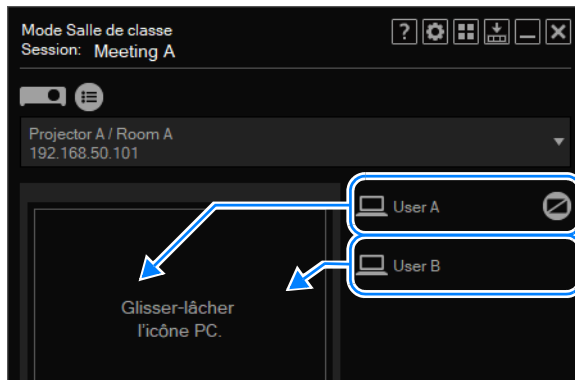 Mode Salle de classe
Session: Meeting A
?
Projector A / Room A
192.168.50.101
User A
User B
Glisser-lâcher
l'icône PC.